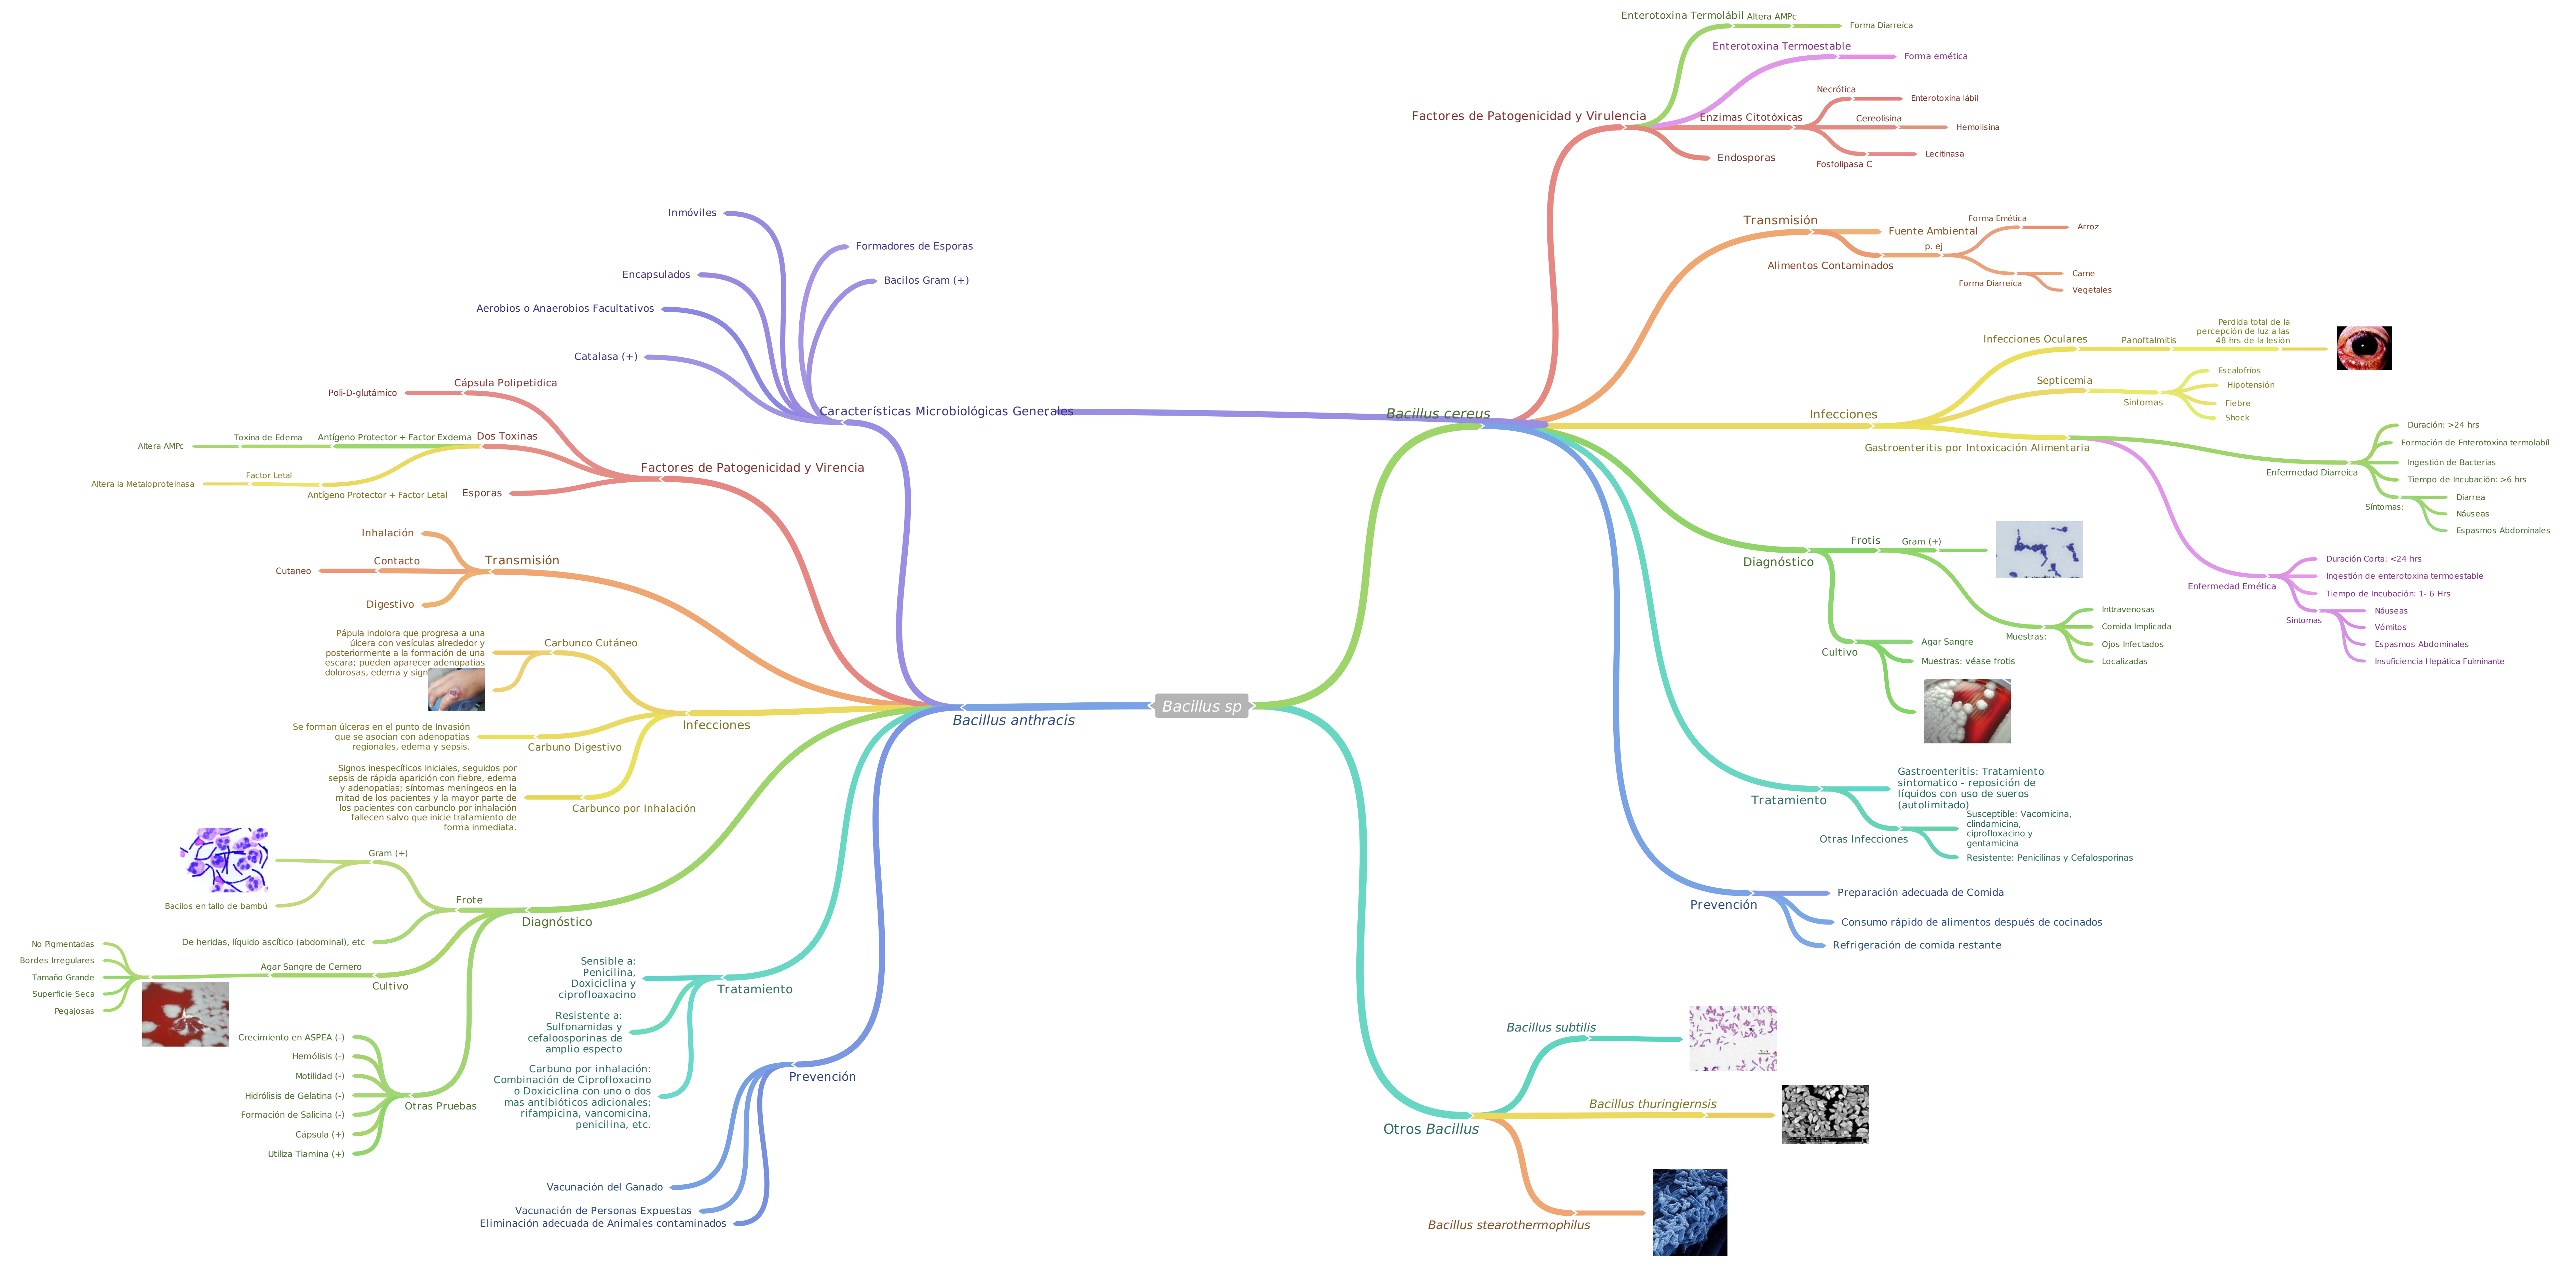 Bacillus sp
Bacillus anthracis
Características Microbiológicas Generales
Inmóviles
Formadores de Esporas
Encapsulados
Bacilos Gram (+)
Aerobios o Anaerobios Facultativos
Catalasa (+)
Factores de Patogenicidad y Virencia
Cápsula Polipetidica
Poli-D-glutámico
Dos Toxinas
Antígeno Protector + Factor Exdema
Toxina de Edema
Altera AMPc
Antígeno Protector + Factor Letal
Factor Letal
Altera la Metaloproteinasa
Esporas
Transmisión
Inhalación
Contacto
Cutaneo
Digestivo
Infecciones
Carbunco Cutáneo
Pápula indolora que progresa a una
úlcera con vesículas alrededor y
posteriormente a la formación de una
escara; pueden aparecer adenopatías
dolorosas, edema y sign
Carbuno Digestivo
Se forman úlceras en el punto de Invasión
que se asocian con adenopatías
regionales, edema y sepsis.
Carbunco por Inhalación
Signos inespecíficos iniciales, seguidos por
sepsis de rápida aparición con fiebre, edema
y adenopatías; síntomas meníngeos en la
mitad de los pacientes y la mayor parte de
los pacientes con carbunclo por inhalación
fallecen salvo que inicie tratamiento de
forma inmediata.
Diagnóstico
Frote
Gram (+)
Bacilos en tallo de bambú
De heridas, líquido ascítico (abdominal), etc
Cultivo
Agar Sangre de Cernero
No Pigmentadas
Bordes Irregulares
Tamaño Grande
Superficie Seca
Pegajosas
Otras Pruebas
Crecimiento en ASPEA (-)
Hemólisis (-)
Motilidad (-)
Hidrólisis de Gelatina (-)
Formación de Salicina (-)
Cápsula (+)
Utiliza Tiamina (+)
Tratamiento
Sensible a:
Penicilina,
Doxiciclina y
ciprofloaxacino
Resistente a:
Sulfonamidas y
cefaloosporinas de
amplio especto
Carbuno por inhalación:
Combinación de Ciprofloxacino
o Doxiciclina con uno o dos
mas antibióticos adicionales:
rifampicina, vancomicina,
penicilina, etc.
Prevención
Vacunación del Ganado
Vacunación de Personas Expuestas
Eliminación adecuada de Animales contaminados
Bacillus cereus
Factores de Patogenicidad y Virulencia
Enterotoxina Termolábil
Altera AMPc
Forma Diarreíca
Enterotoxina Termoestable
Forma emética
Enzimas Citotóxicas
Necrótica
Enterotoxina lábil
Cereolisina
Hemolisina
Fosfolipasa C
Lecitinasa
Endosporas
Transmisión
Fuente Ambiental
Alimentos Contaminados
p. ej
Forma Emética
Arroz
Forma Diarreíca
Carne
Vegetales
Infecciones
Infecciones Oculares
Panoftalmitis
Perdida total de la
percepción de luz a las
48 hrs de la lesión
Septicemia
Sintomas
Escalofríos
Hipotensión
Fiebre
Shock
Gastroenteritis por Intoxicación Alimentaria
Enfermedad Diarreica
Duración: >24 hrs
Formación de Enterotoxina termolabíl
Ingestión de Bacterias
Tiempo de Incubación: >6 hrs
Síntomas:
Diarrea
Náuseas
Espasmos Abdominales
Enfermedad Emética
Duración Corta: <24 hrs
Ingestión de enterotoxina termoestable
Tiempo de Incubación: 1- 6 Hrs
Sintomas
Náuseas
Vómitos
Espasmos Abdominales
Insuficiencia Hepática Fulminante
Diagnóstico
Frotis
Gram (+)
Muestras:
Inttravenosas
Comida Implicada
Ojos Infectados
Localizadas
Cultivo
Agar Sangre
Muestras: véase frotis
Tratamiento
Gastroenteritis: Tratamiento
sintomatico - reposición de
líquidos con uso de sueros
(autolimitado)
Otras Infecciones
Susceptible: Vacomicina,
clindamicina,
ciprofloxacino y
gentamicina
Resistente: Penicilinas y Cefalosporinas
Prevención
Preparación adecuada de Comida
Consumo rápido de alimentos después de cocinados
Refrigeración de comida restante
Otros Bacillus
Bacillus subtilis
Bacillus thuringiernsis
Bacillus stearothermophilus